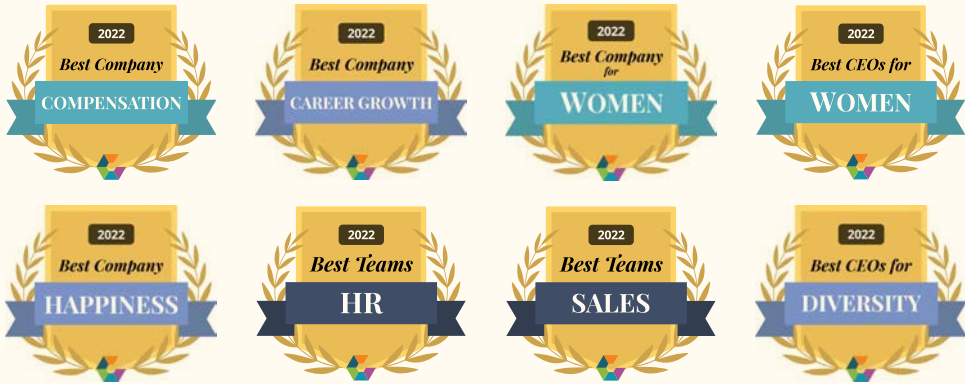 2022
Best Company
COMPENSATION
2022
Best Company
CAREER GROWTH
2022
Best Company
for
WOMEN
2022
Best CEOs for
WOMEN
2022
Best Company
HAPPINESS
2022
Best Teams
HR
2022
Best Teams
SALES
2022
Best CEOs for
DIVERSITY